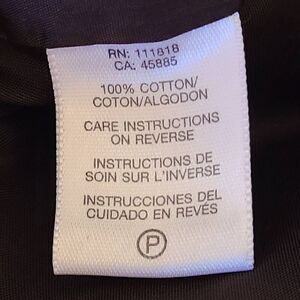 RN: 111818
CA: 45885
100% COTTON/
COTON/ALGODON
CARE INSTRUCTIONS
ON REVERSE
INSTRUCTIONS DE
SOIN SUR L'INVERSE
INSTRUCCIONES DEL
CUIDADO EN REVÉS
P